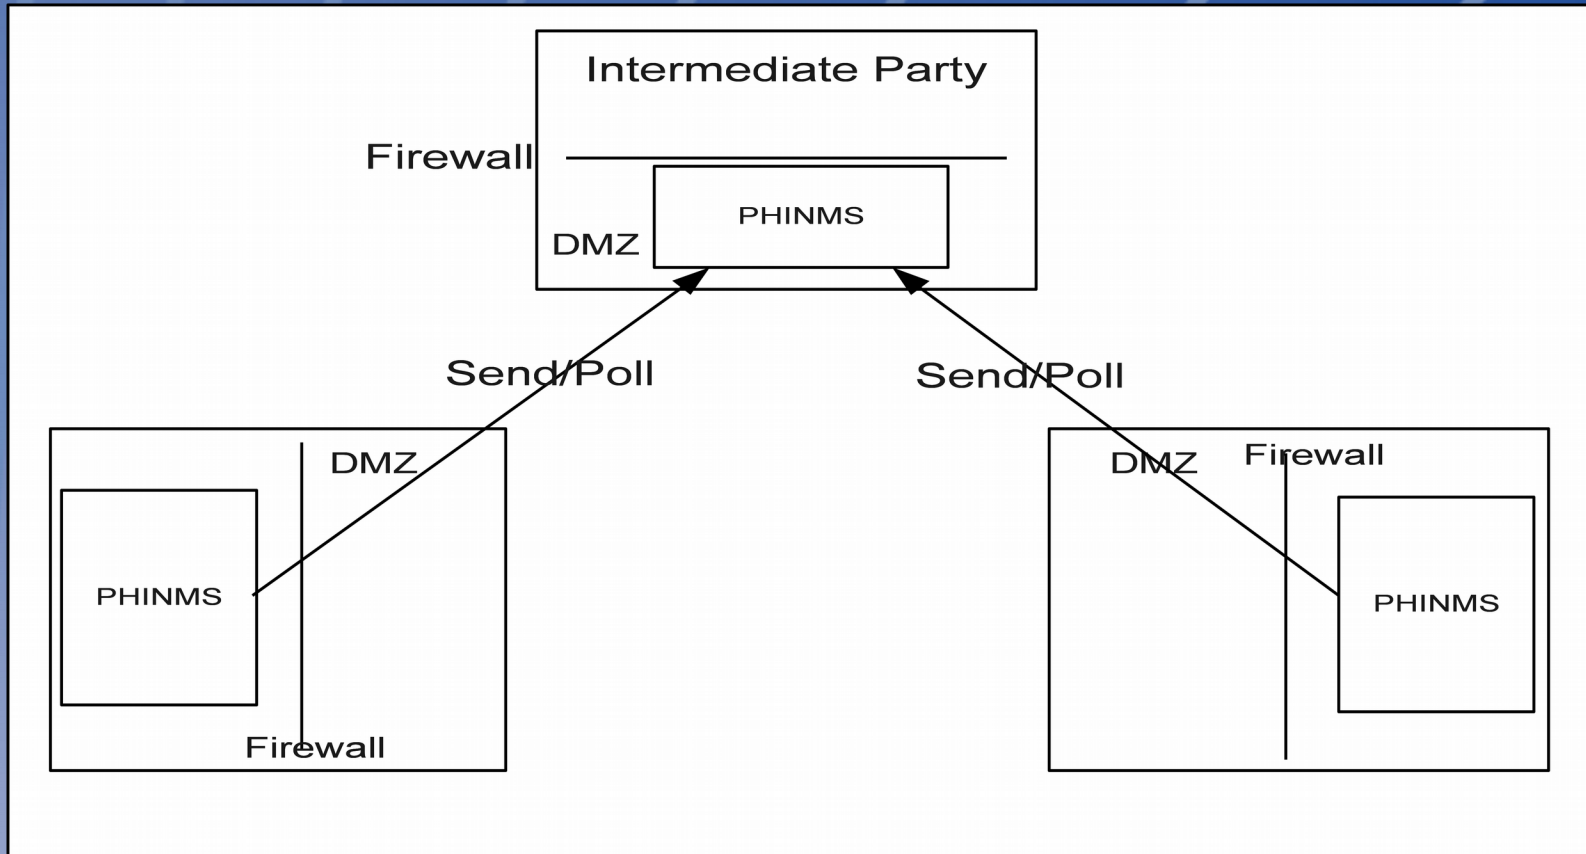 Intermediate Party
Firewall
PHINMS
DMZ
Send/Poll
Send/Poll
DMZ
PHINMS
Firewall
DMZ
Firewall
PHINMS